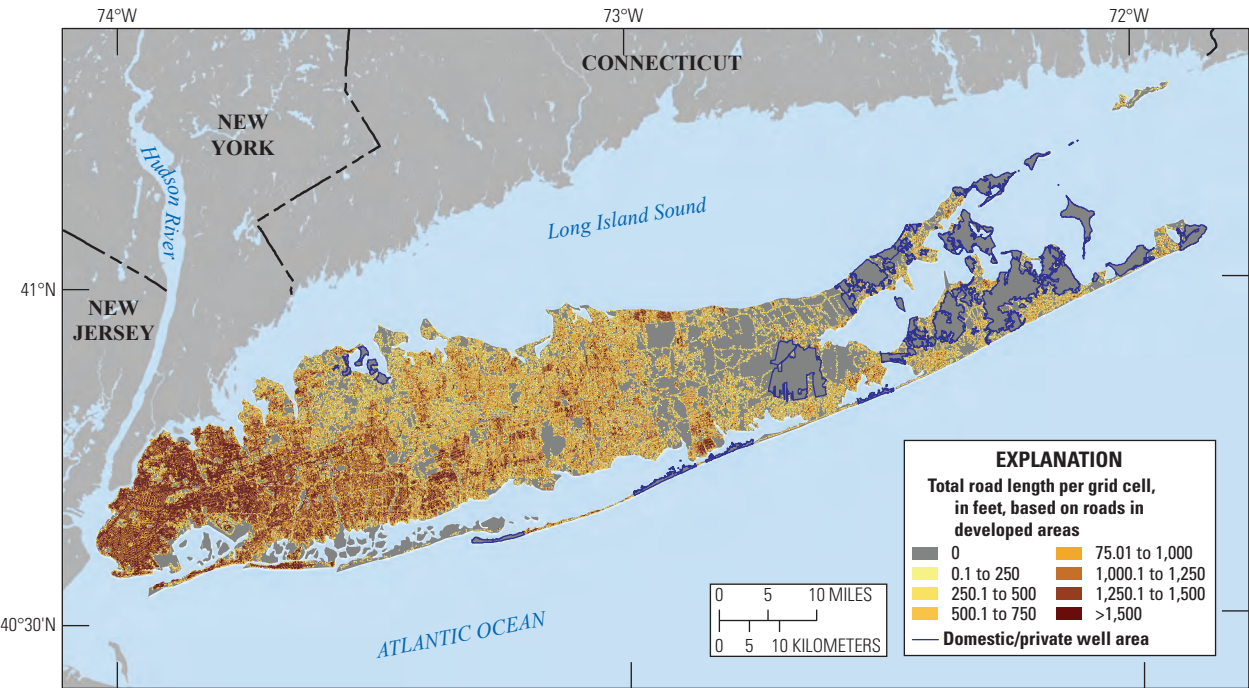 74°W
73°W
72°W
CONNECTICUT
NEW
YORK
Hudson River
Long Island Sound
41°N
NEW
JERSEY
40°30'N
ATLANTIC OCEAN
0 5 10 MILES
0 5 10 KILOMETERS
EXPLANATION
Total road length per grid cell,
in feet, based on roads in
developed areas
0
0.1 to 250
250.1 to 500
500.1 to 750
75.01 to 1,000
1,000.1 to 1,250
1,250.1 to 1,500
>1,500
Domestic/private well area